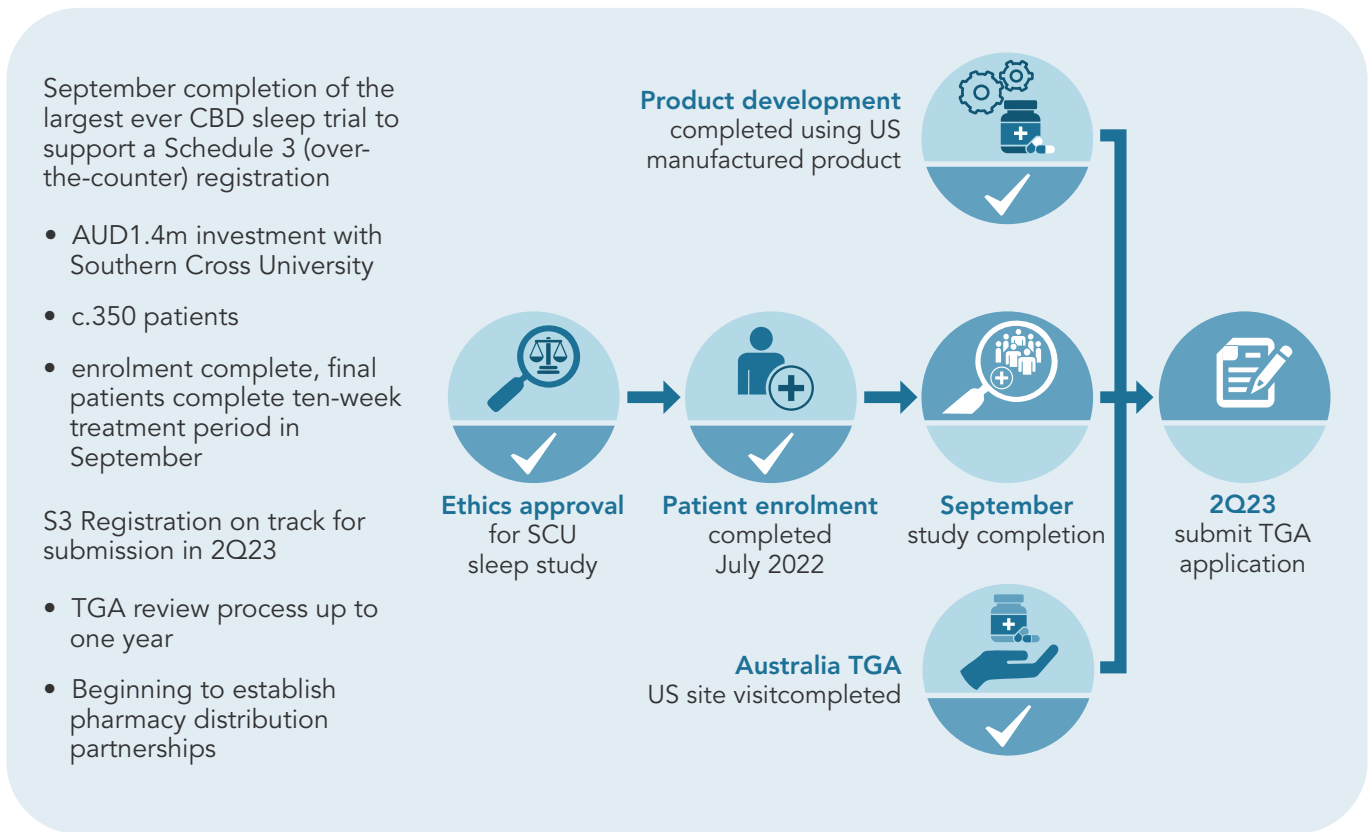 September completion of the
largest ever CBD sleep trial to
support a Schedule 3 (over-
the-counter) registration
• AUD1.4m investment with
Southern Cross University
• c.350 patients
• enrolment complete, final
patients complete ten-week
treatment period in
September
S3 Registration on track for
submission in 2Q23
• TGA review process up to
one year
• Beginning to establish
pharmacy distribution
partnerships
Product development
completed using US
manufactured product
Ethics approval
for SCU
sleep study
Patient enrolment
completed
July 2022
September
study completion
2Q23
submit TGA
application
Australia TGA
US site visitcompleted